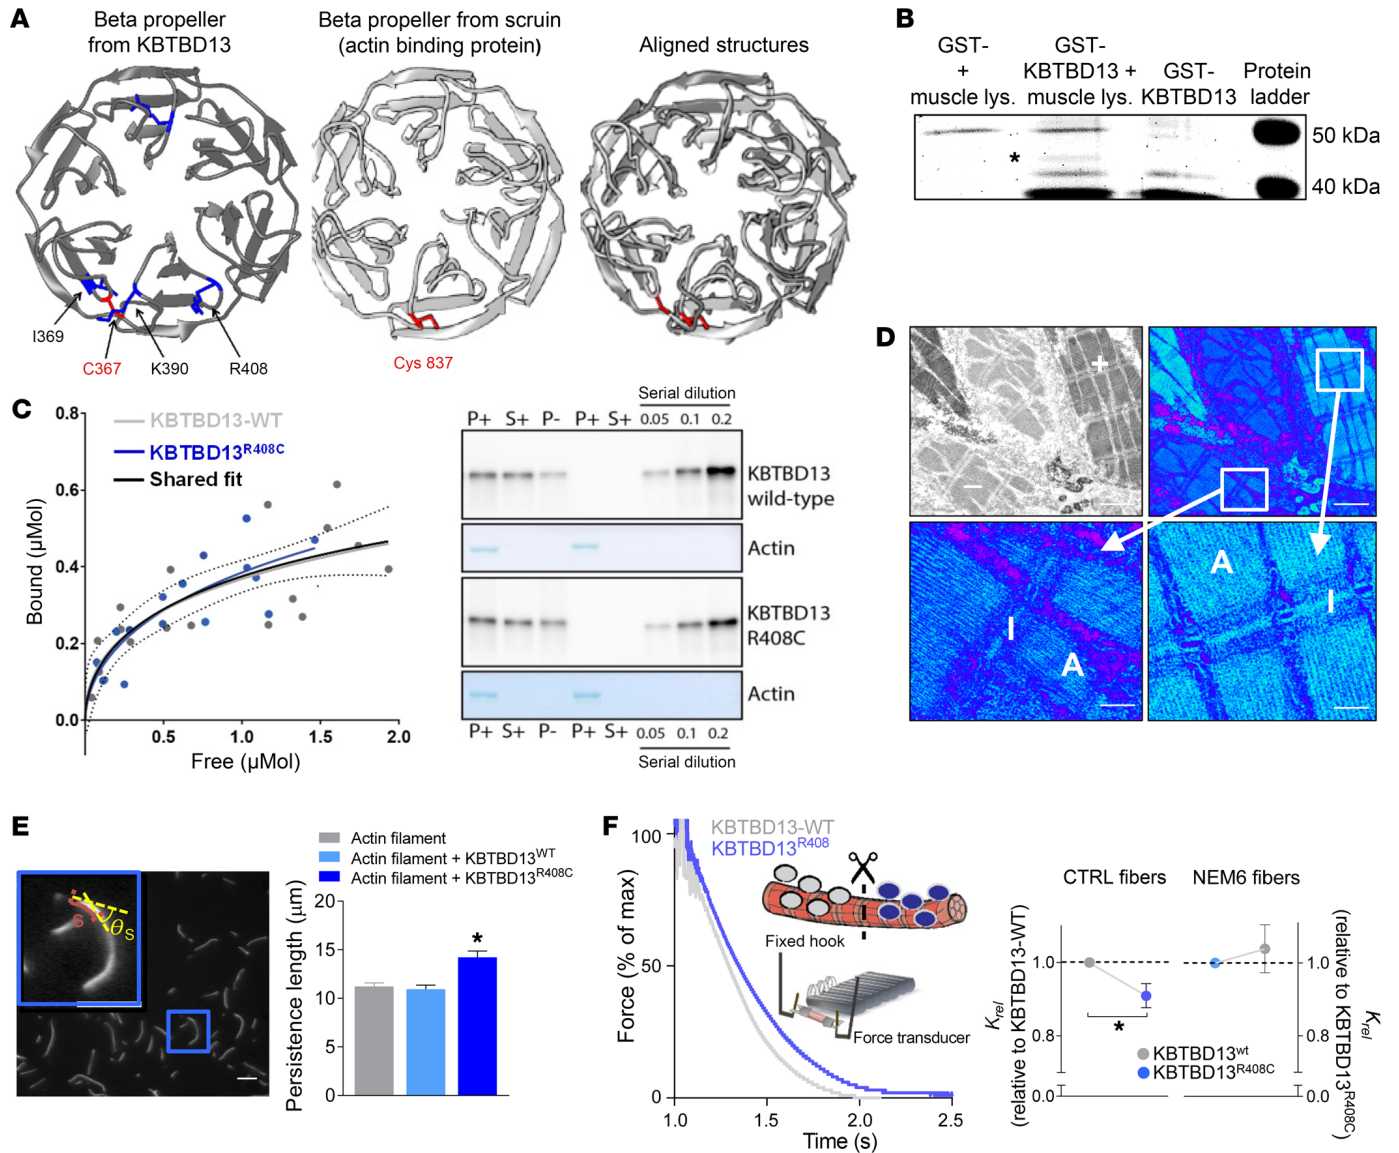 A
Beta propeller
from KBTBD13
Beta propeller from scruin
(actin binding protein)
Aligned structures
I369
C367
K390
R408
Cys 837
B
GST-
+
muscle lys.
GST-
KBTBD13 +
muscle lys.
GST-
KBTBD13
Protein
ladder
*
50 kDa
40 kDa
C
KBTBD13-WT
KBTBD13R408C
Shared fit
0.8
0.6
0.4
0.2
0.0
0.5
1.0
1.5
2.0
Bound (µMol)
Free (µMol)
Serial dilution
P+ S+ P- P+ S+ 0.05 0.1 0.2
KBTBD13
wild-type
Actin
KBTBD13
R408C
Actin
P+ S+ P- P+ S+ 0.05 0.1 0.2
Serial dilution
D
+
–
I
A
A
I
E
S
θS
Actin filament
Actin filament + KBTBD13WT
Actin filament + KBTBD13R408C
Persistence length (µm)
20
15
10
5
0
*
F
KBTBD13-WT
KBTBD13R408
100
50
0
Force (% of max)
1.0
1.5
2.0
2.5
Time (s)
Fixed hook
Force transducer
CTRL fibers
NEM6 fibers
Krel
(relative to KBTBD13-WT)
1.0
0.8
0.0
*
KBTBD13wt
KBTBD13R408C
1.0
0.8
0.0
Krel
(relative to KBTBD13R408C)